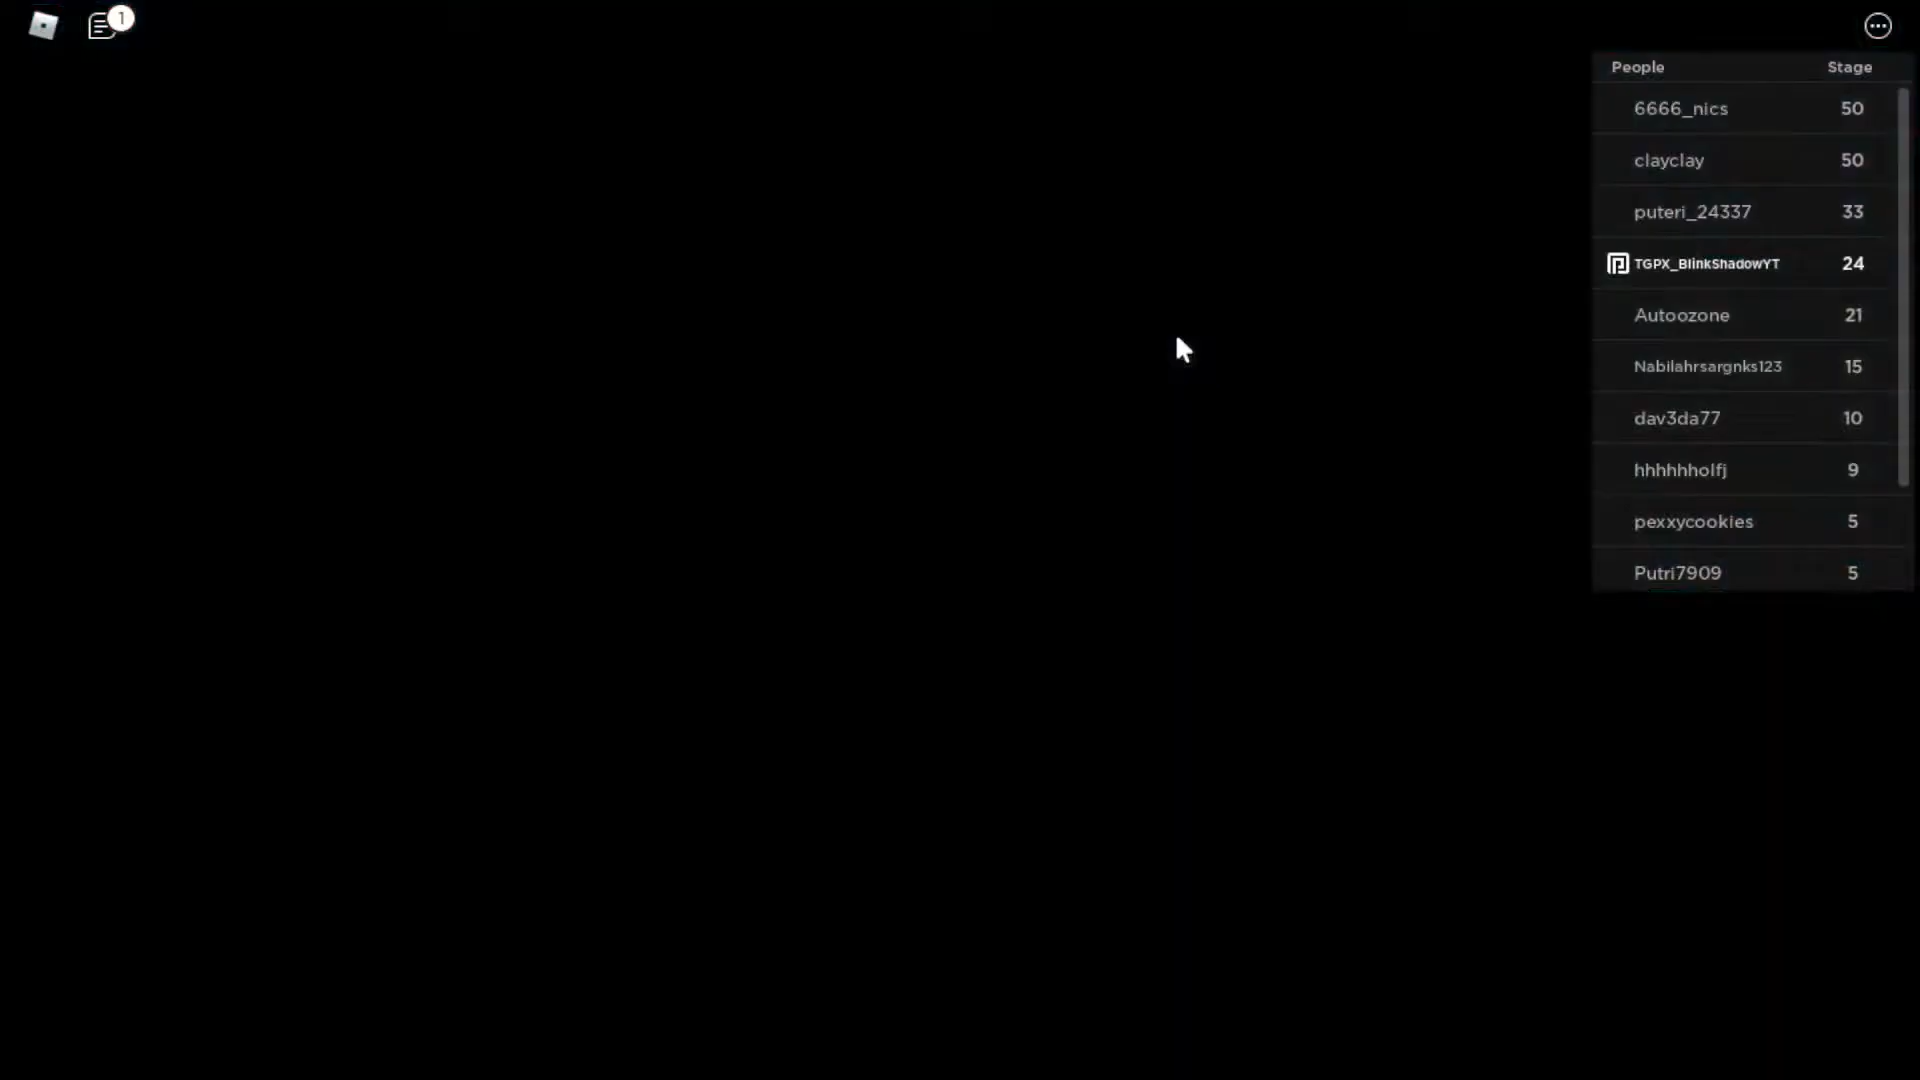 1
People Stage
6666_nics 50
clayclay 50
puteri_24337 33
TGPX_BlinkShadowYT 24
Autoozone 21
Nabilahrsargnks123 15
dav3da77 10
hhhhhholfj 9
pexxycookies 5
Putri7909 5